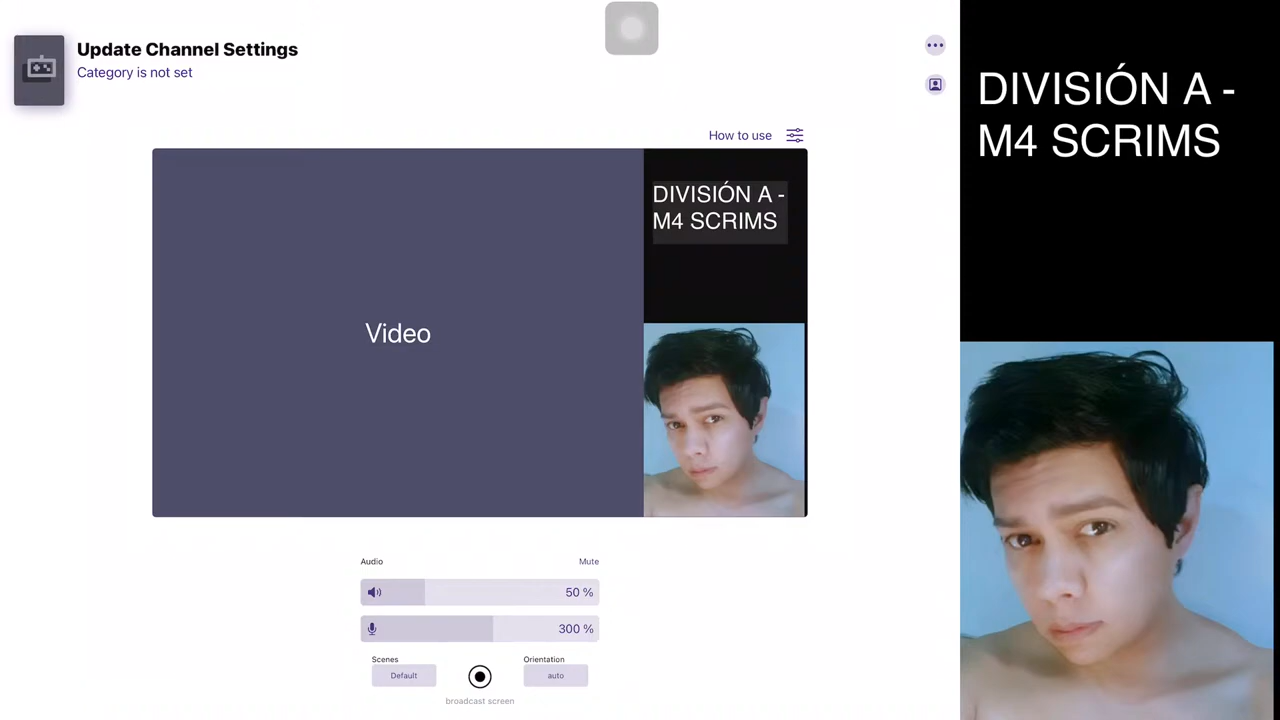 Update Channel Settings
Category is not set
How to use
DIVISIÓN A -
M4 SCRIMS
Video
Audio
Mute
50 %
300 %
Scenes
Default
Orientation
auto
broadcast screen
DIVISIÓN A -
M4 SCRIMS